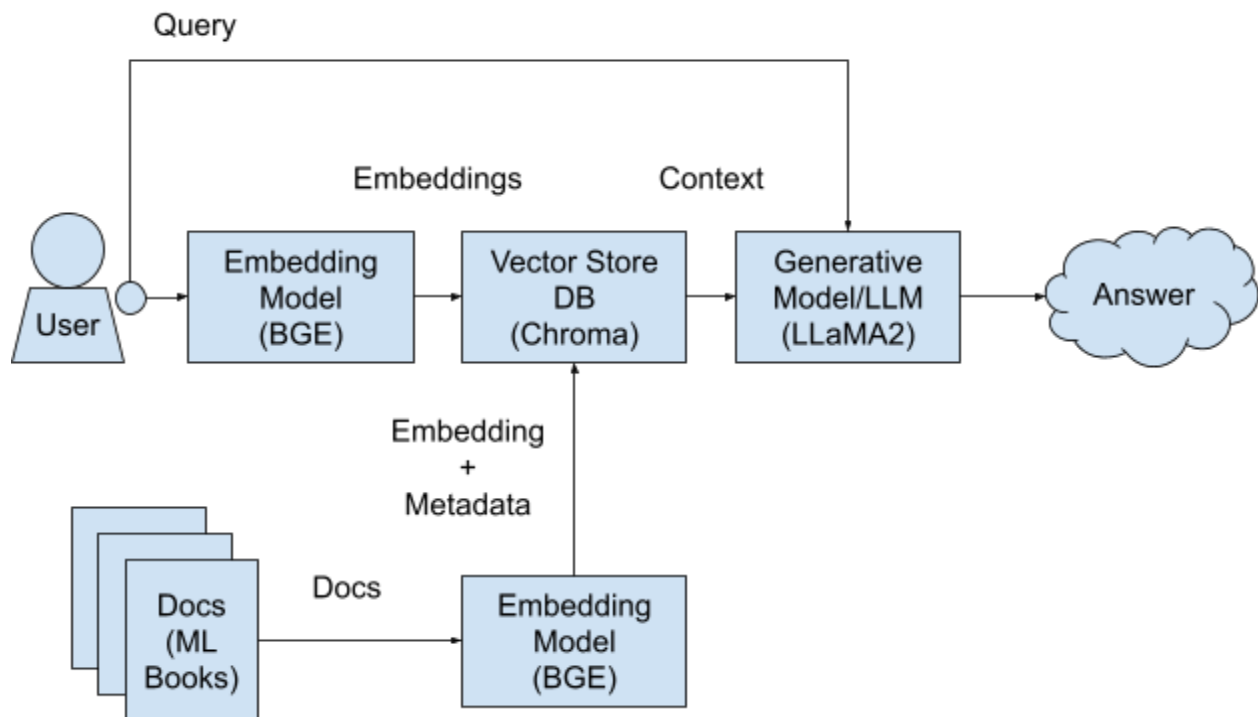 Query
Embeddings
Context
User
Embedding
Model
(BGE)
Vector Store
DB
(Chroma)
Generative
Model/LLM
(LLaMA2)
Answer
Embedding
+
Metadata
Docs
(ML
Books)
Docs
Embedding
Model
(BGE)